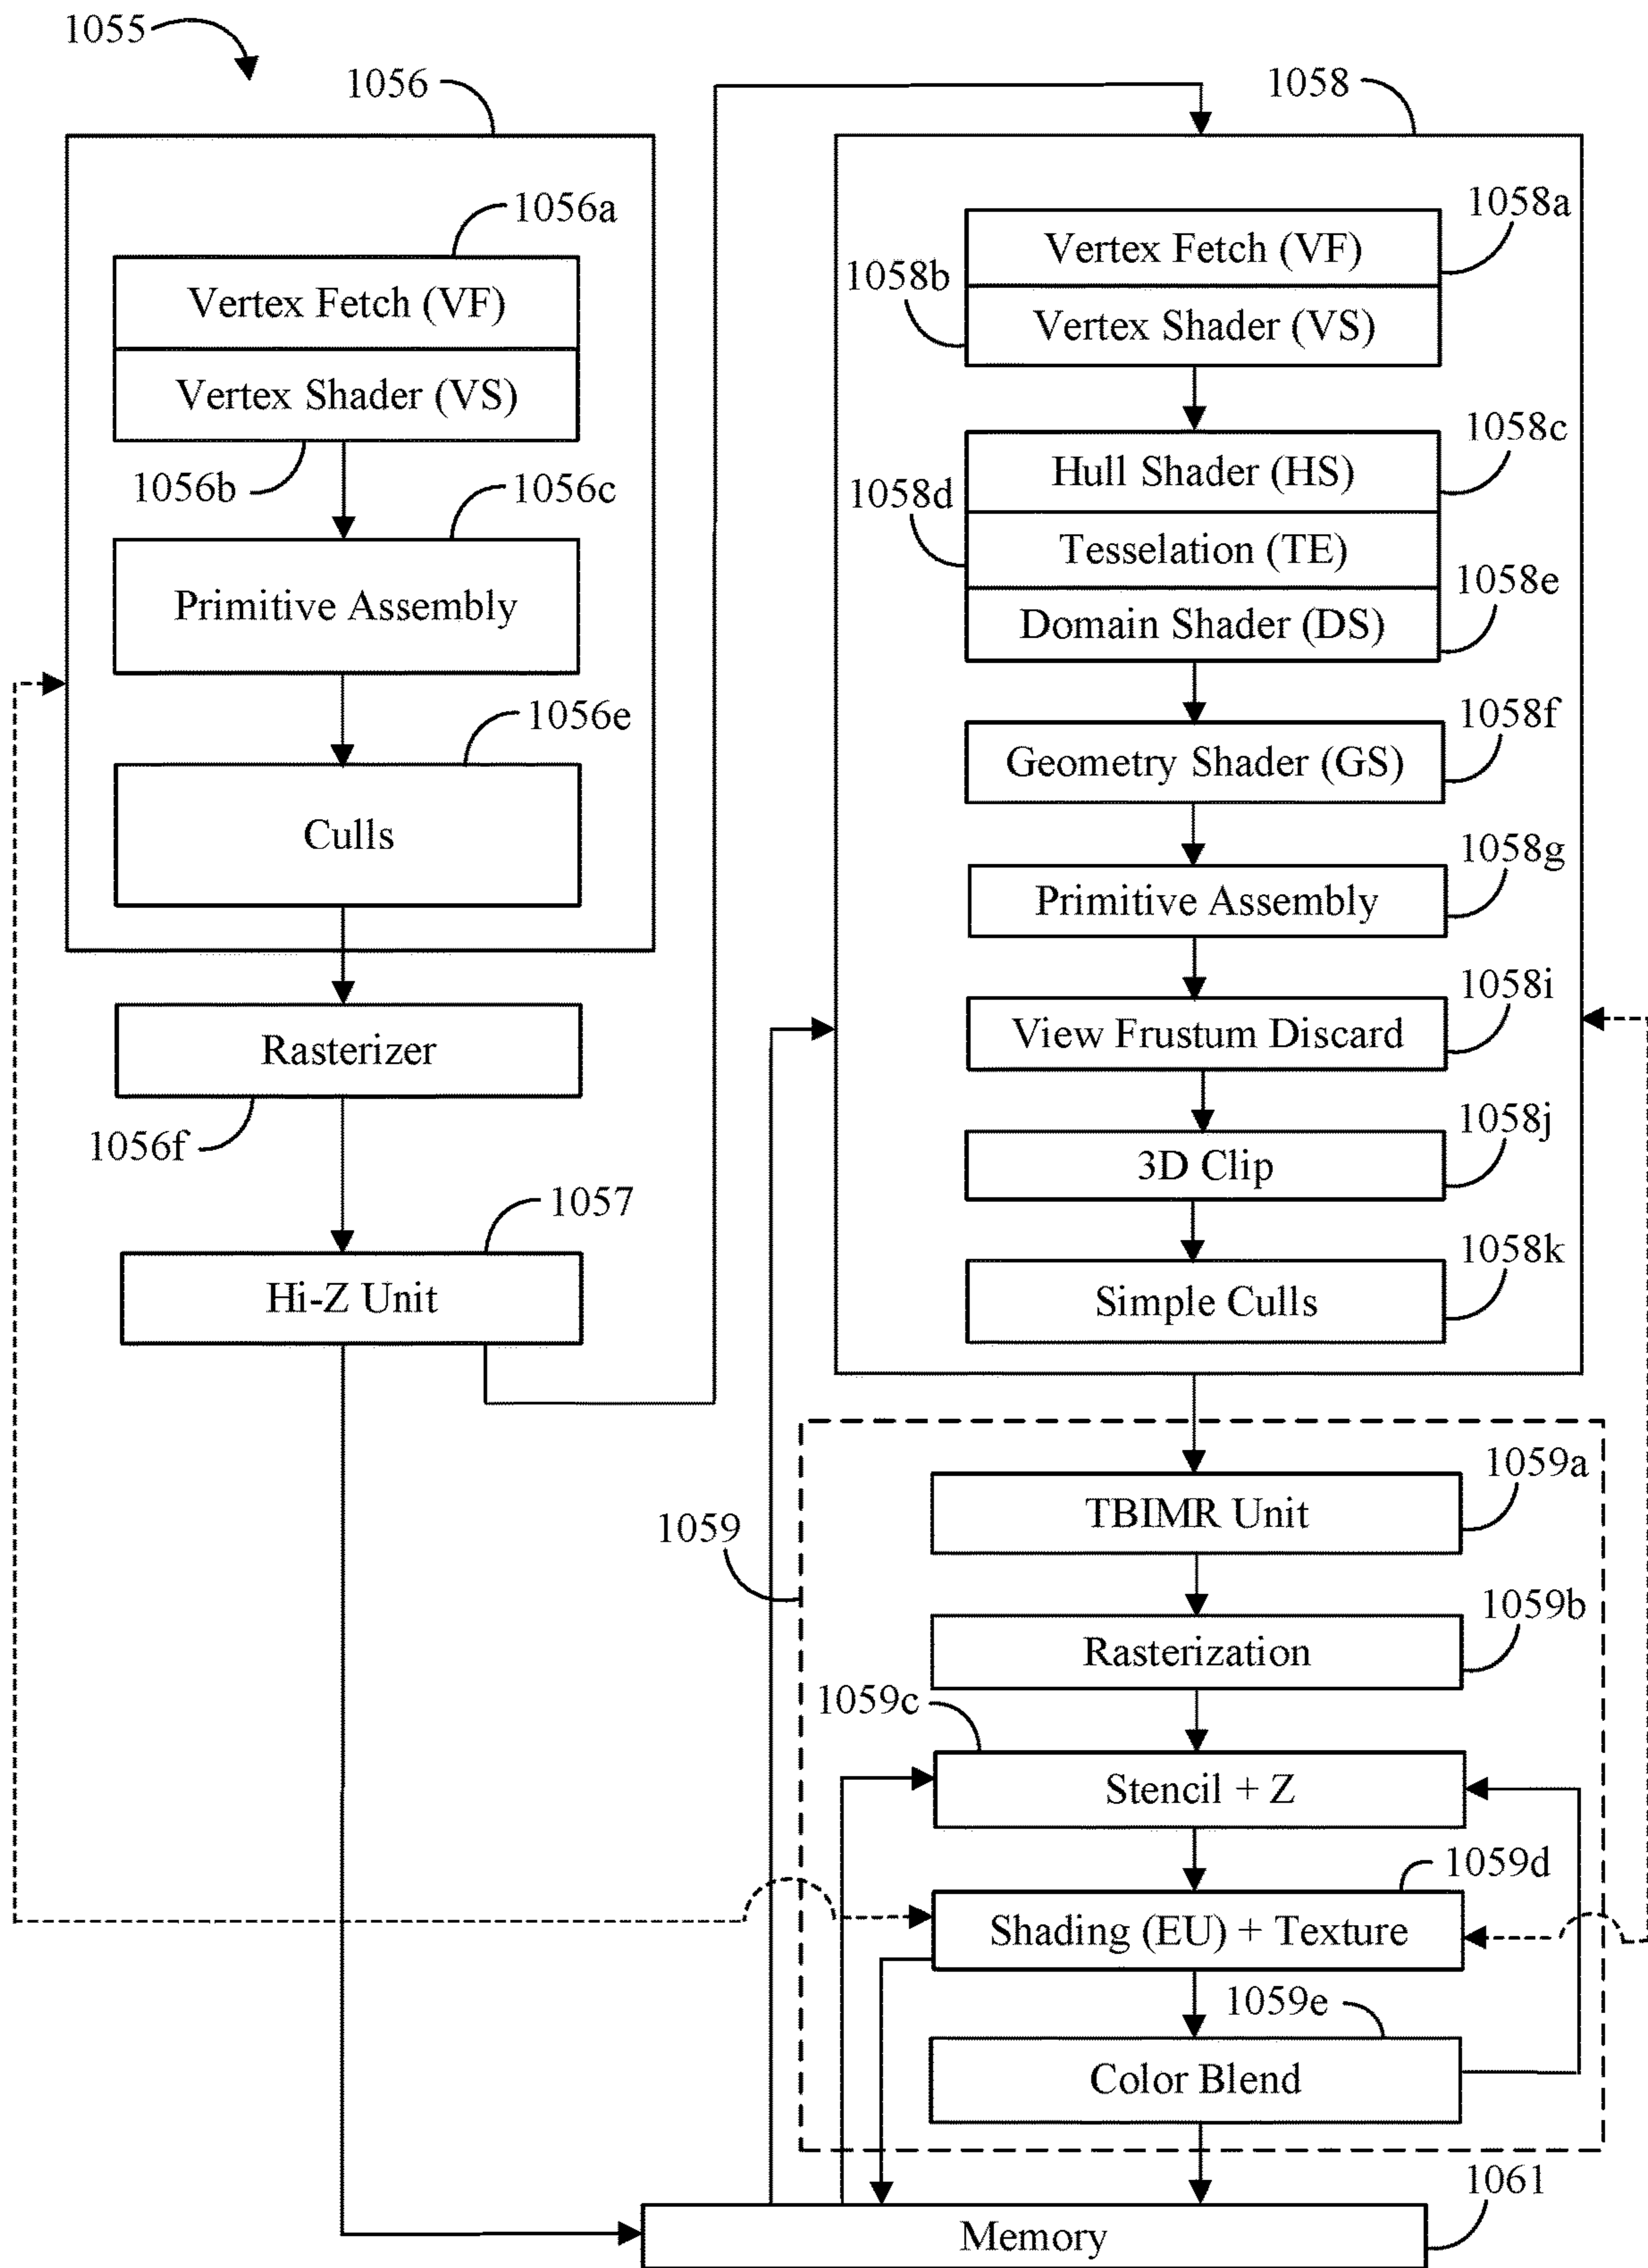 1055
1056
1056a
Vertex Fetch (VF)
Vertex Shader (VS)
1056b
1056c
Primitive Assembly
1056e
Culls
Rasterizer
1056f
1057
Hi-Z Unit
1058
1058a
Vertex Fetch (VF)
1058b
Vertex Shader (VS)
1058c
Hull Shader (HS)
1058d
Tesselation (TE)
1058e
Domain Shader (DS)
1058f
Geometry Shader (GS)
1058g
Primitive Assembly
1058i
View Frustum Discard
1058j
3D Clip
1058k
Simple Culls
1059
1059a
TBIMR Unit
1059b
Rasterization
1059c
Stencil + Z
1059d
Shading (EU) + Texture
1059e
Color Blend
1061
Memory